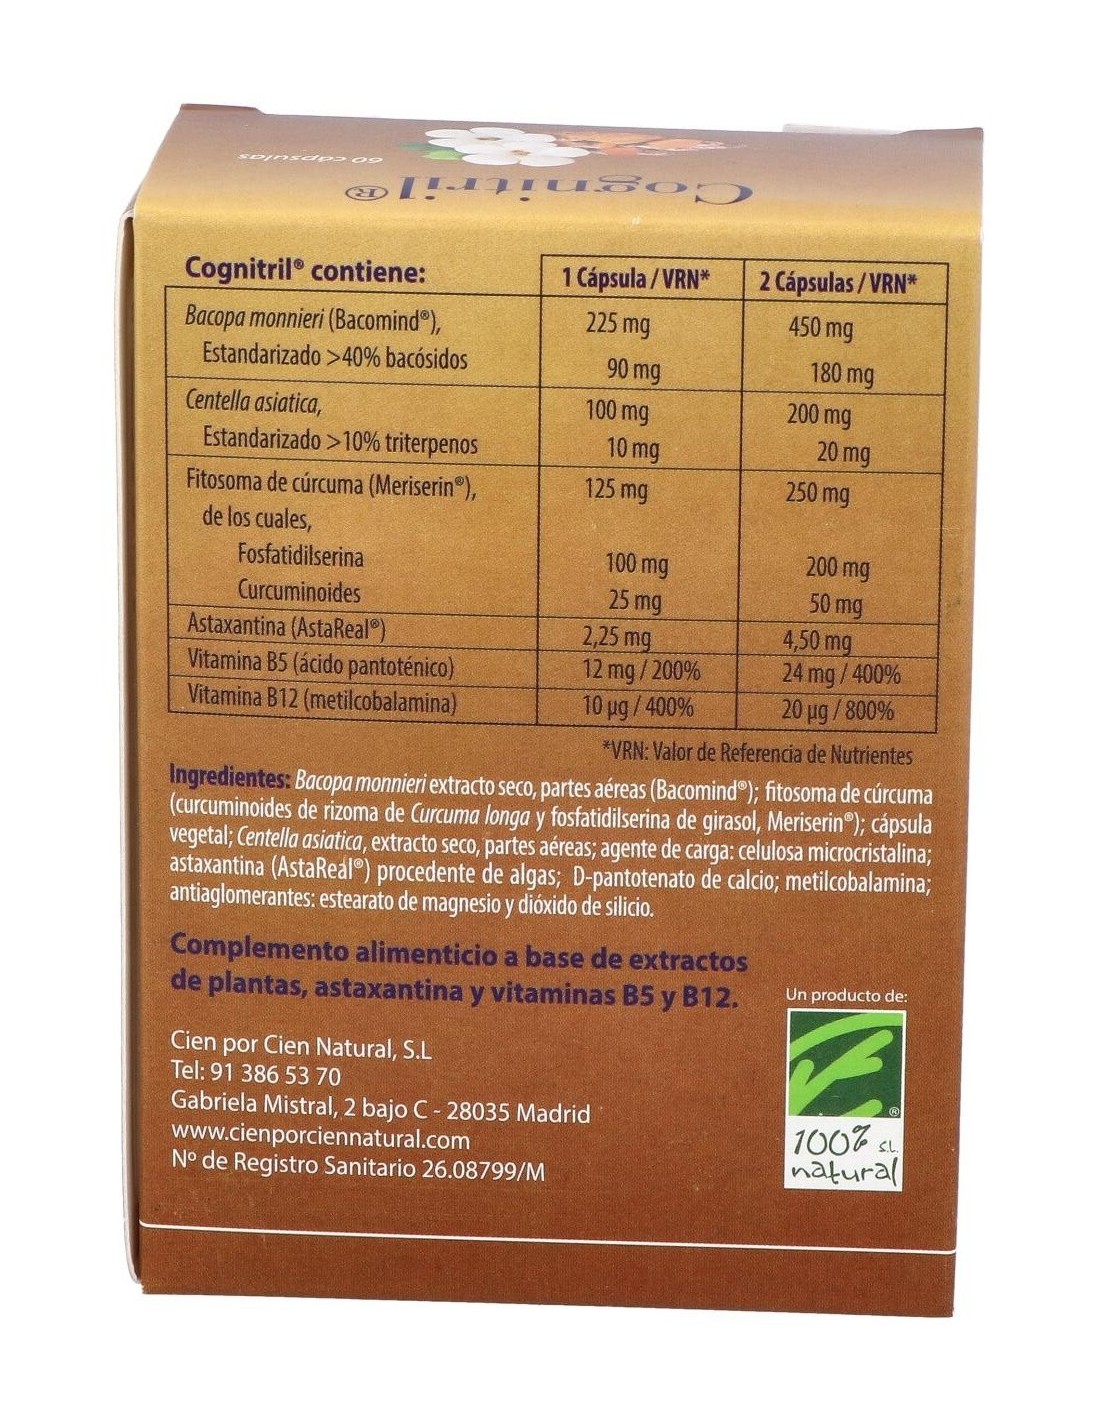 60 cápsulas
Cognitril®
Cognitril® contiene: 1 Cápsula / VRN* 2 Cápsulas / VRN*
Bacopa monnieri (Bacomind®), 225 mg 450 mg
Estandarizado >40% bacósidos 90 mg 180 mg
Centella asiatica, 100 mg 200 mg
Estandarizado >10% triterpenos 10 mg 20 mg
Fitosoma de cúrcuma (Meriserin®), 125 mg 250 mg
de los cuales,
Fosfatidilserina 100 mg 200 mg
Curcuminoides 25 mg 50 mg
Astaxantina (AstaReal®) 2,25 mg 4,50 mg
Vitamina B5 (ácido pantoténico) 12 mg / 200% 24 mg / 400%
Vitamina B12 (metilcobalamina) 10 µg / 400% 20 µg / 800%
*VRN: Valor de Referencia de Nutrientes
Ingredientes: Bacopa monnieri extracto seco, partes aéreas (Bacomind®); fitosoma de cúrcuma
(curcuminoides de rizoma de Curcuma longa y fosfatidilserina de girasol, Meriserin®); cápsula
vegetal; Centella asiatica, extracto seco, partes aéreas; agente de carga: celulosa microcristalina;
astaxantina (AstaReal®) procedente de algas; D-pantotenato de calcio; metilcobalamina;
antiaglomerantes: estearato de magnesio y dióxido de silicio.
Complemento alimenticio a base de extractos
de plantas, astaxantina y vitaminas B5 y B12.
Un producto de:
Cien por Cien Natural, S.L
Tel: 91 386 53 70
Gabriela Mistral, 2 bajo C - 28035 Madrid
www.cienporciennatural.com
Nº de Registro Sanitario 26.08799/M
®
100% S.L.
natural